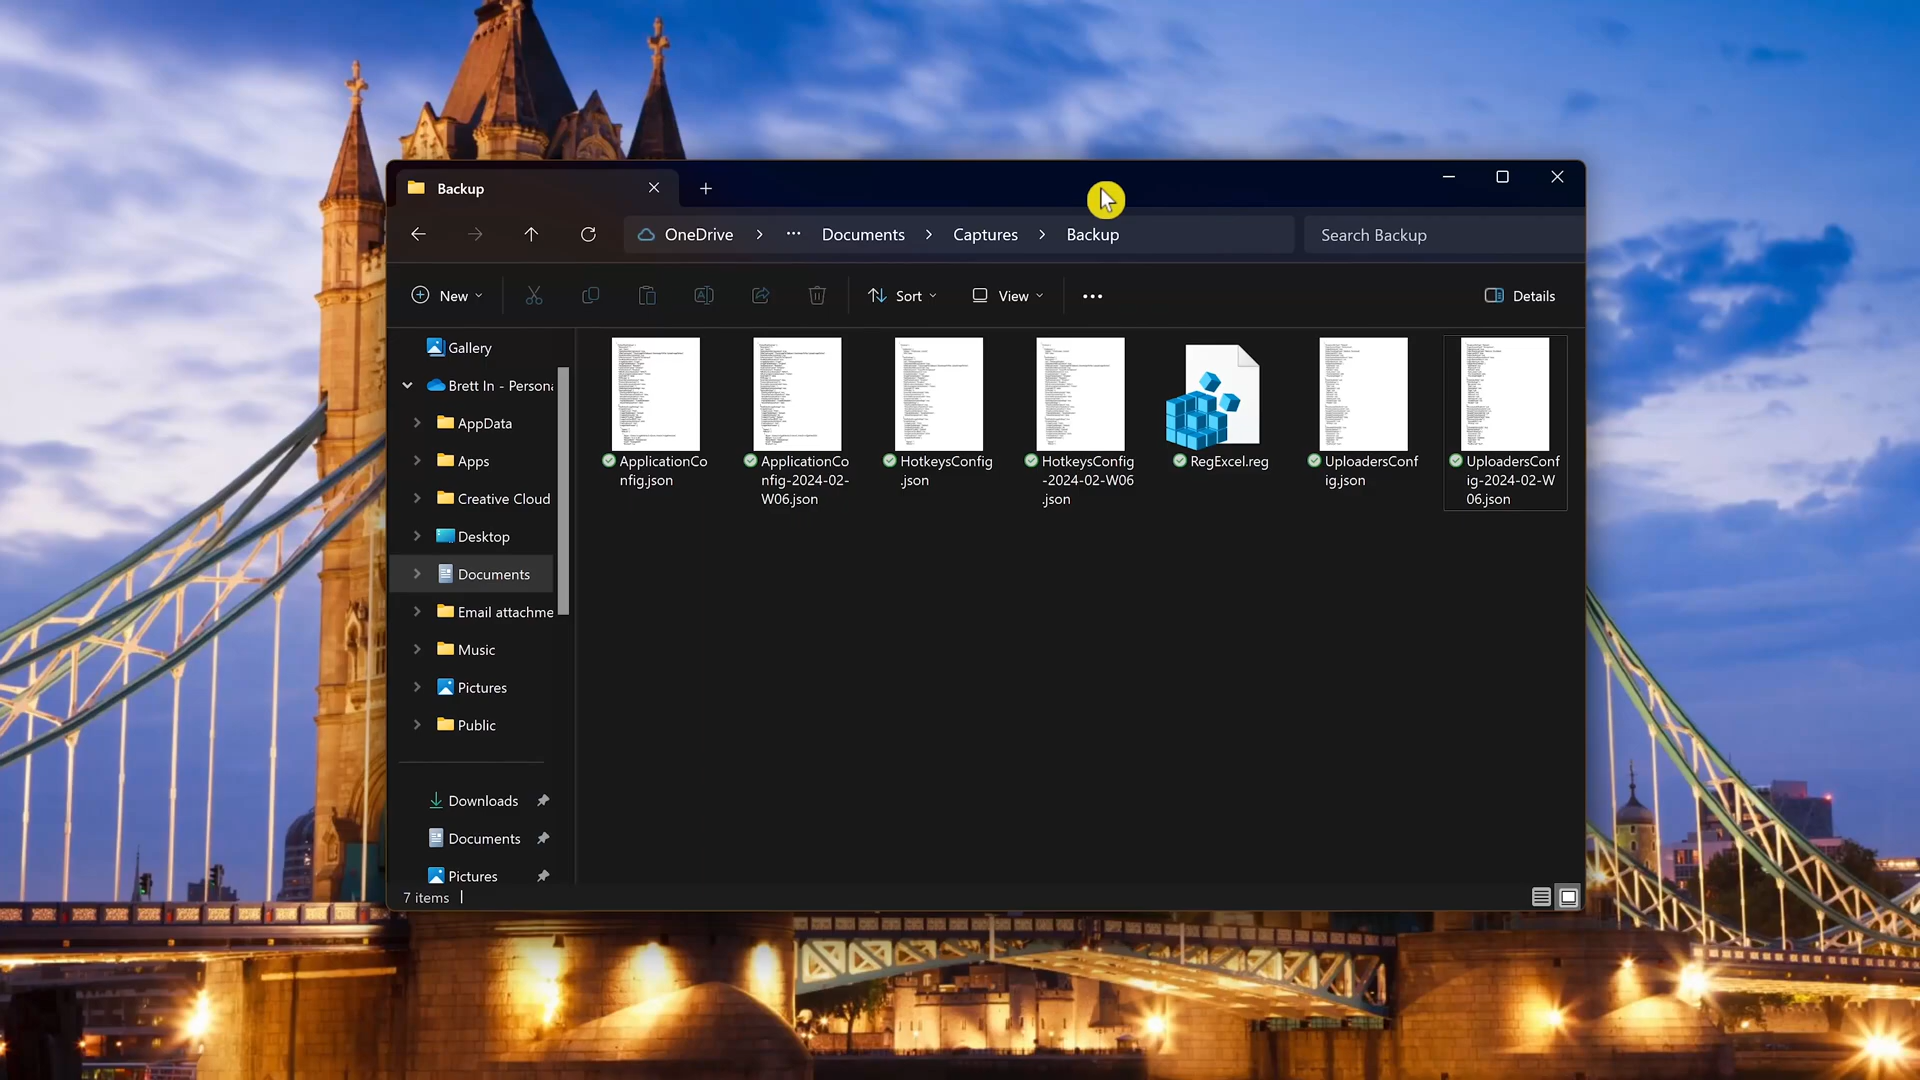 Backup
OneDrive
Documents
Captures
Backup
Search Backup
New
Sort
View
Details
Gallery
Brett In - Persona
AppData
Apps
Creative Cloud
Desktop
Documents
Email attachme
Music
Pictures
Public
Downloads
Documents
Pictures
ApplicationCo
nfig.json
ApplicationCo
nfig-2024-02-
W06.json
HotkeysConfig
.json
HotkeysConfig
-2024-02-W06
.json
RegExcel.reg
UploadersConf
ig.json
UploadersConf
ig-2024-02-W
06.json
7 items